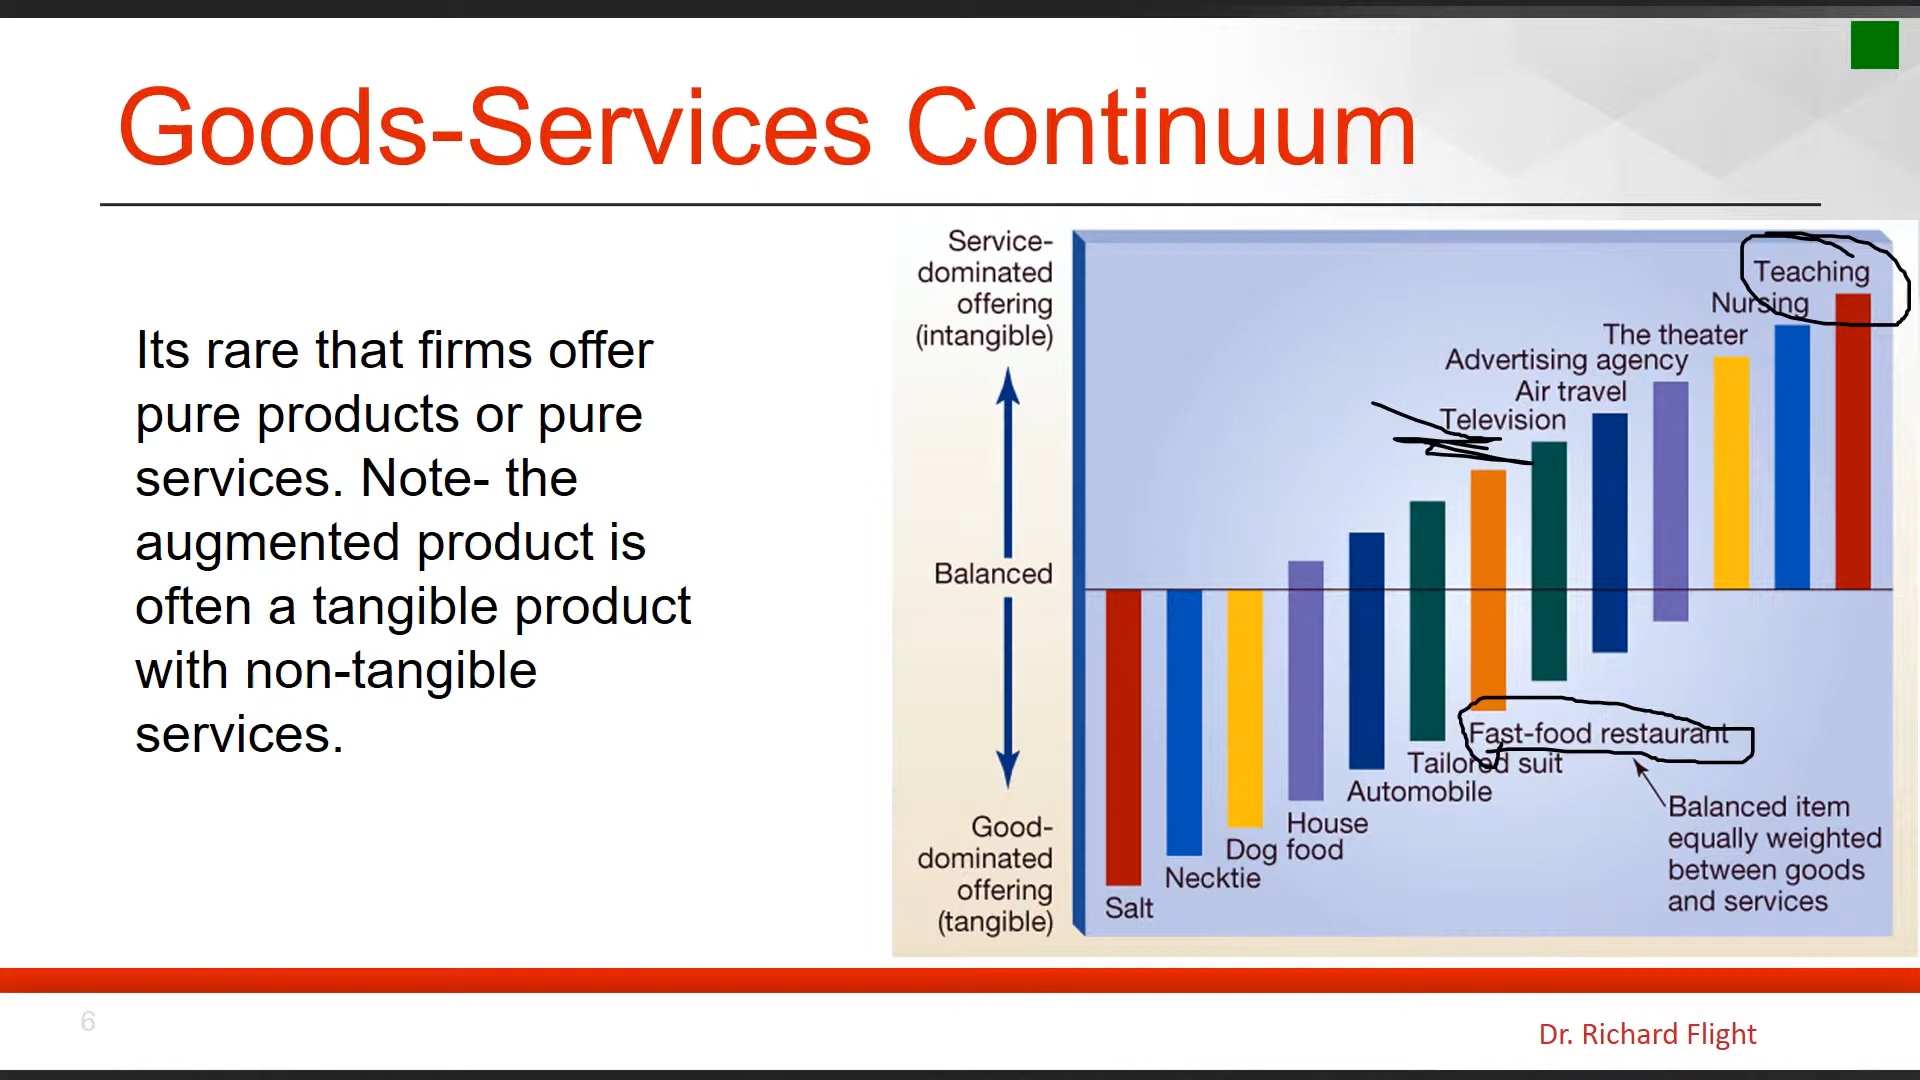 Goods-Services Continuum
Its rare that firms offer
pure products or pure
services. Note- the
augmented product is
often a tangible product
with non-tangible
services.
Service-
dominated
offering
(intangible)
Balanced
Good-
dominated
offering
(tangible)
Teaching
Nursing
The theater
Advertising agency
Air travel
Television
Fast-food restaurant
Tailored suit
Automobile
House
Dog food
Necktie
Salt
Balanced item
equally weighted
between goods
and services
6
Dr. Richard Flight